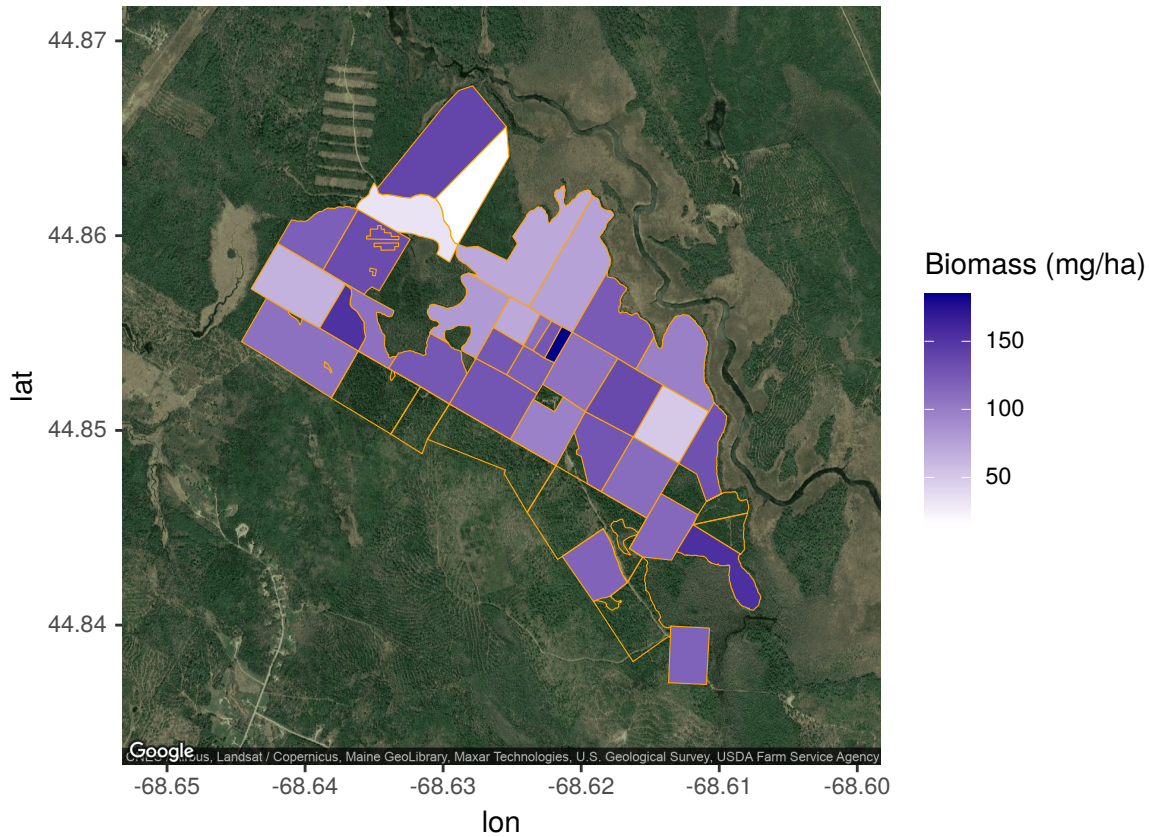 44.87
44.86
44.85
44.84
lat
Biomass (mg/ha)
150
100
50
Google
Landsat / Copernicus, Maine GeoLibrary, Maxar Technologies, U.S. Geological Survey, USDA Farm Service Agency
-68.65
-68.64
-68.63
-68.62
-68.61
-68.60
lon